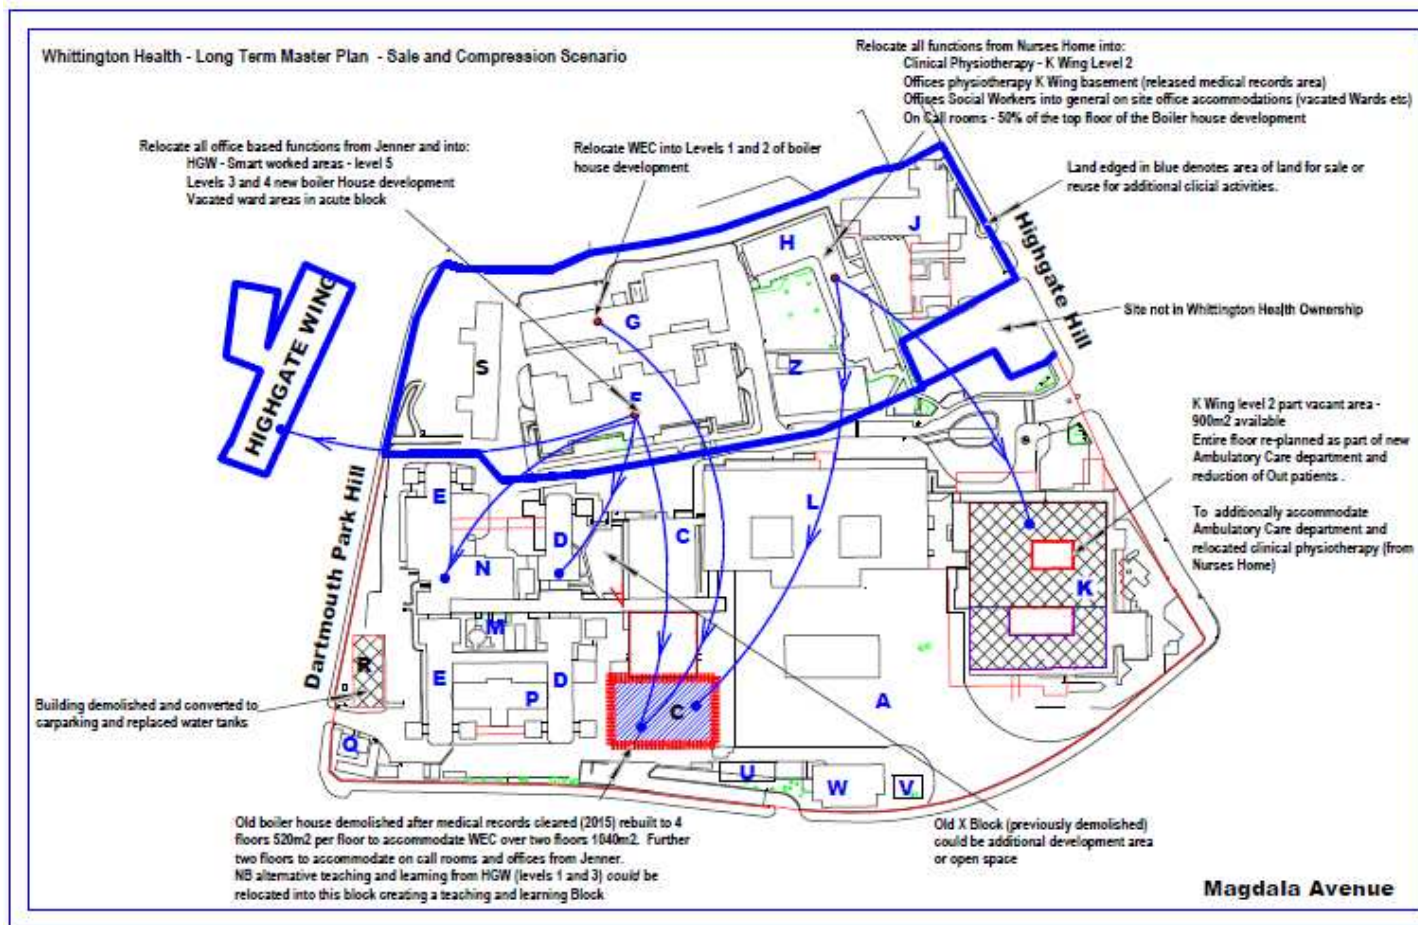 Whittington Health - Long Term Master Plan - Sale and Compression Scenario
Relocate all functions from Nurses Home into:
Clinical Physiotherapy - K Wing Level 2
Offices physiotherapy K Wing basement (released medical records area)
Offises Social Workers into general on site office accommodations (vacated Wards etc)
On Call rooms - 50% of the top floor of the Boiler house development
Relocate all office based functions from Jenner and into:
HGW - Smart worked areas - level 5
Levels 3 and 4 new boiler House development
Vacated ward areas in acute block
Relocate WEC into Levels 1 and 2 of boiler
house development
Land edged in blue denotes area of land for sale or
reuse for additional clicial activities.
Highgate Hill
Site not in Whittington Health Ownership
HIGHGATE WING
J
H
G
S
Z
F
K Wing level 2 part vacant area -
900m2 available
Entire floor re-planned as part of new
Ambulatory Care department and
reduction of Out patients .
To additionally accommodate
Ambulatory Care department and
relocated clinical physiotherapy (from
Nurses Home)
Dartmouth Park Hill
E
D
C
L
N
K
M
R
E
P
D
C
A
O
U
W
V
Building demolished and converted to
carparking and replaced water tanks
Old boiler house demolished after medical records cleared (2015) rebuilt to 4
floors 520m2 per floor to accommodate WEC over two floors 1040m2. Further
two floors to accommodate on call rooms and offices from Jenner.
NB alternative teaching and learning from HGW (levels 1 and 3) could be
relocated into this block creating a teaching and learning Block
Old X Block (previously demolished)
could be additional development area
or open space
Magdala Avenue